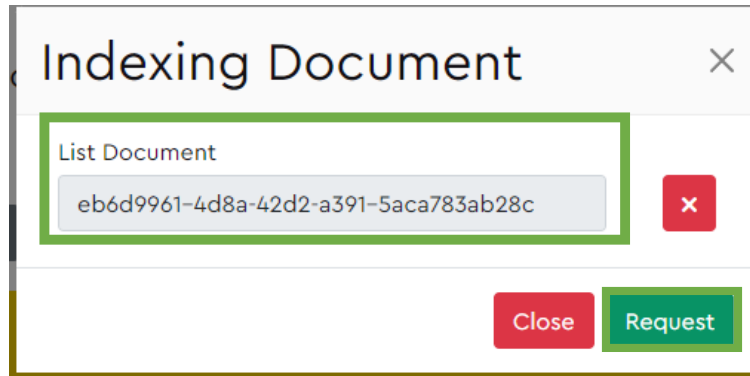 Indexing Document
List Document
eb6d9961-4d8a-42d2-a391-5aca783ab28c
Close
Request